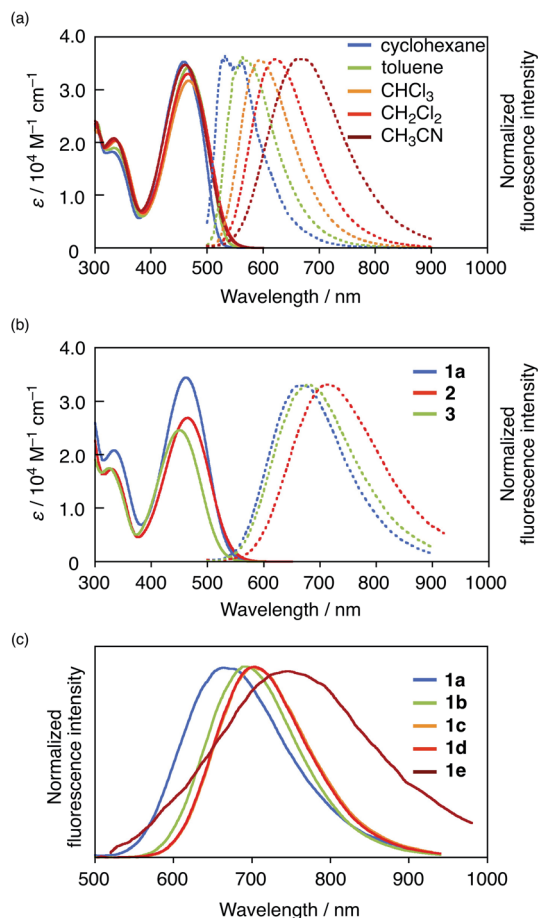 (a)
4.0
3.0
2.0
1.0
0
ε / 10⁴ M⁻¹ cm⁻¹
cyclohexane
toluene
CHCl₃
CH₂Cl₂
CH₃CN
Normalized
fluorescence intensity
300 400 500 600 700 800 900 1000
Wavelength / nm
(b)
4.0
3.0
2.0
1.0
0
ε / 10⁴ M⁻¹ cm⁻¹
1a
2
3
Normalized
fluorescence intensity
300 400 500 600 700 800 900 1000
Wavelength / nm
(c)
Normalized
fluorescence intensity
1a
1b
1c
1d
1e
500 600 700 800 900 1000
Wavelength / nm